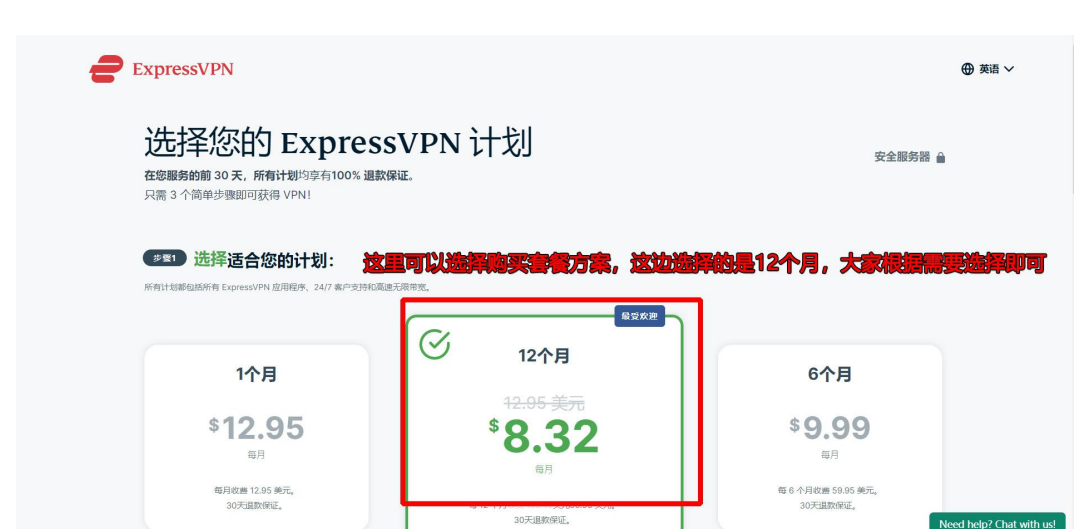 ExpressVPN
英语
选择您的 ExpressVPN 计划
安全服务器
在您服务的前 30 天，所有计划均享有100% 退款保证。
只需 3 个简单步骤即可获得 VPN！
步骤1 选择适合您的计划：
这里可以选择购买套餐方案，这边选择的是12个月，大家根据需要选择即可
所有计划都包括所有 ExpressVPN 应用程序、24/7 客户支持和高速无限带宽。
最受欢迎
1个月
$12.95
每月
每月收费 12.95 美元。
30天退款保证。
12个月
12.95 美元
$8.32
每月
30天退款保证。
6个月
$9.99
每月
每 6 个月收费 59.95 美元。
30天退款保证。
Need help? Chat with us!